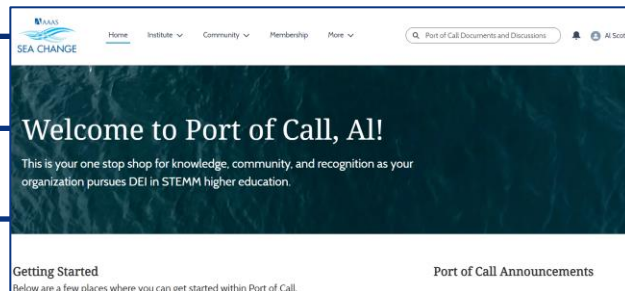 AAAS
SEA CHANGE
Home Institute Community Membership More Port of Call Documents and Discussions Al Scot
Welcome to Port of Call, Al!
This is your one stop shop for knowledge, community, and recognition as your
organization pursues DEI in STEMM higher education.
Getting Started Port of Call Announcements
Below are a few places where you can get started within Port of Call.